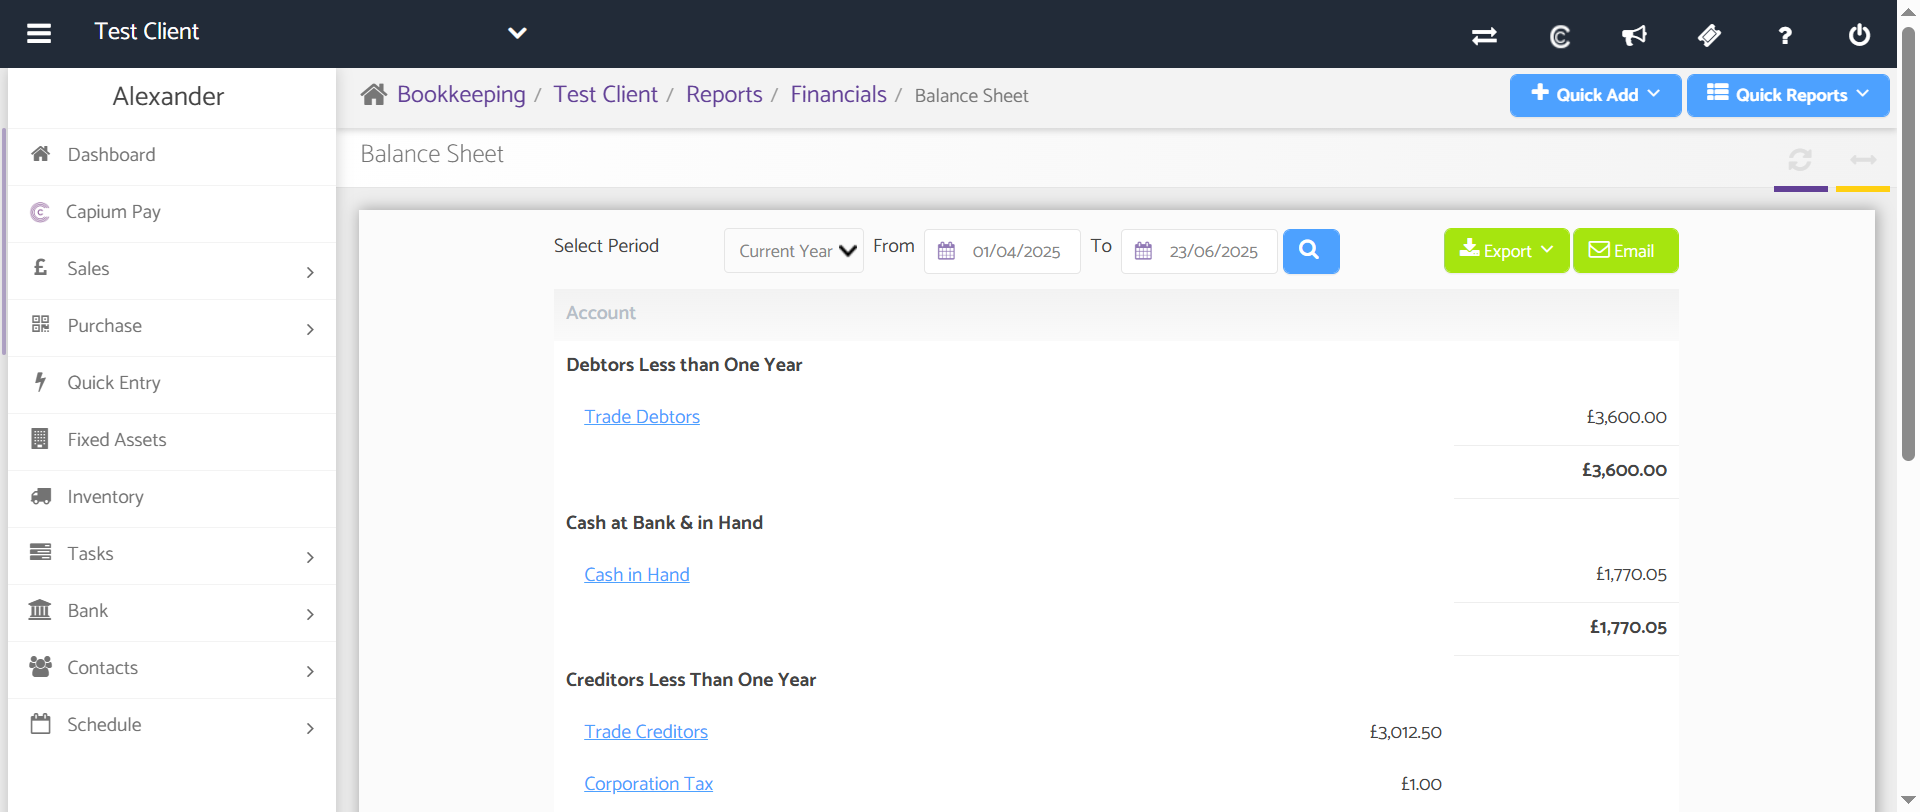 Test Client
?
Alexander
Bookkeeping / Test Client / Reports / Financials / Balance Sheet
Quick Add
Quick Reports
Dashboard
Capium Pay
Sales
Purchase
Quick Entry
Fixed Assets
Inventory
Tasks
Bank
Contacts
Schedule
Balance Sheet
Select Period
Current Year
From
01/04/2025
To
23/06/2025
Export
Email
Account
Debtors Less than One Year
Trade Debtors £3,600.00
£3,600.00
Cash at Bank & in Hand
Cash in Hand £1,770.05
£1,770.05
Creditors Less Than One Year
Trade Creditors £3,012.50
Corporation Tax £1.00